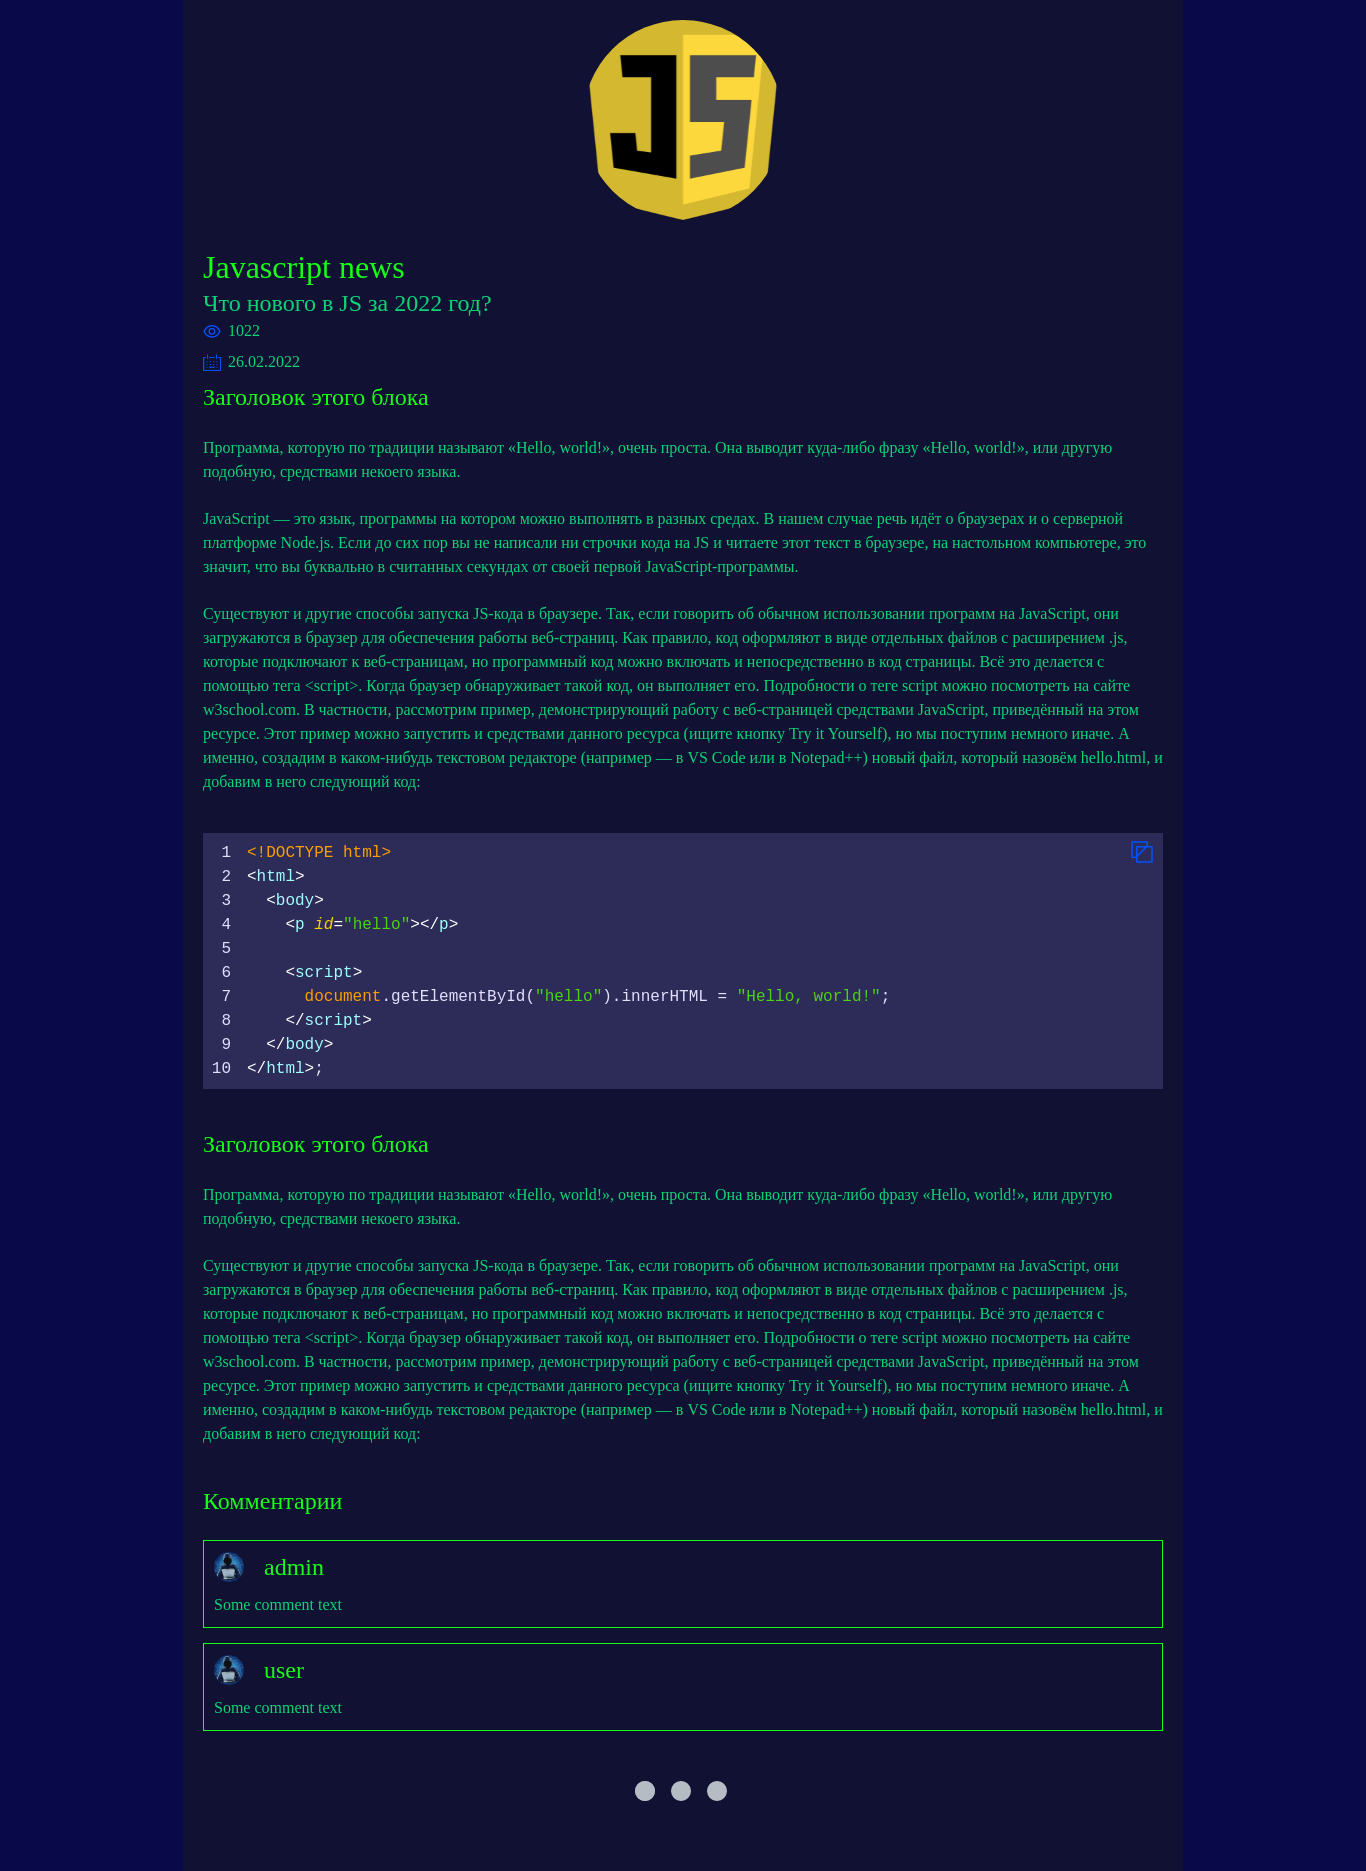 JS
Javascript news
Что нового в JS за 2022 год?
1022
26.02.2022
Заголовок этого блока
Программа, которую по традиции называют «Hello, world!», очень проста. Она выводит куда-либо фразу «Hello, world!», или другую
подобную, средствами некоего языка.
JavaScript — это язык, программы на котором можно выполнять в разных средах. В нашем случае речь идёт о браузерах и о серверной
платформе Node.js. Если до сих пор вы не написали ни строчки кода на JS и читаете этот текст в браузере, на настольном компьютере, это
значит, что вы буквально в считанных секундах от своей первой JavaScript-программы.
Существуют и другие способы запуска JS-кода в браузере. Так, если говорить об обычном использовании программ на JavaScript, они
загружаются в браузер для обеспечения работы веб-страниц. Как правило, код оформляют в виде отдельных файлов с расширением .js,
которые подключают к веб-страницам, но программный код можно включать и непосредственно в код страницы. Всё это делается с
помощью тега <script>. Когда браузер обнаруживает такой код, он выполняет его. Подробности о теге script можно посмотреть на сайте
w3school.com. В частности, рассмотрим пример, демонстрирующий работу с веб-страницей средствами JavaScript, приведённый на этом
ресурсе. Этот пример можно запустить и средствами данного ресурса (ищите кнопку Try it Yourself), но мы поступим немного иначе. А
именно, создадим в каком-нибудь текстовом редакторе (например — в VS Code или в Notepad++) новый файл, который назовём hello.html, и
добавим в него следующий код:
1 <!DOCTYPE html>
2 <html>
3   <body>
4     <p id="hello"></p>
5
6     <script>
7       document.getElementById("hello").innerHTML = "Hello, world!";
8     </script>
9   </body>
10 </html>;
Заголовок этого блока
Программа, которую по традиции называют «Hello, world!», очень проста. Она выводит куда-либо фразу «Hello, world!», или другую
подобную, средствами некоего языка.
Существуют и другие способы запуска JS-кода в браузере. Так, если говорить об обычном использовании программ на JavaScript, они
загружаются в браузер для обеспечения работы веб-страниц. Как правило, код оформляют в виде отдельных файлов с расширением .js,
которые подключают к веб-страницам, но программный код можно включать и непосредственно в код страницы. Всё это делается с
помощью тега <script>. Когда браузер обнаруживает такой код, он выполняет его. Подробности о теге script можно посмотреть на сайте
w3school.com. В частности, рассмотрим пример, демонстрирующий работу с веб-страницей средствами JavaScript, приведённый на этом
ресурсе. Этот пример можно запустить и средствами данного ресурса (ищите кнопку Try it Yourself), но мы поступим немного иначе. А
именно, создадим в каком-нибудь текстовом редакторе (например — в VS Code или в Notepad++) новый файл, который назовём hello.html, и
добавим в него следующий код:
Комментарии
admin
Some comment text
user
Some comment text